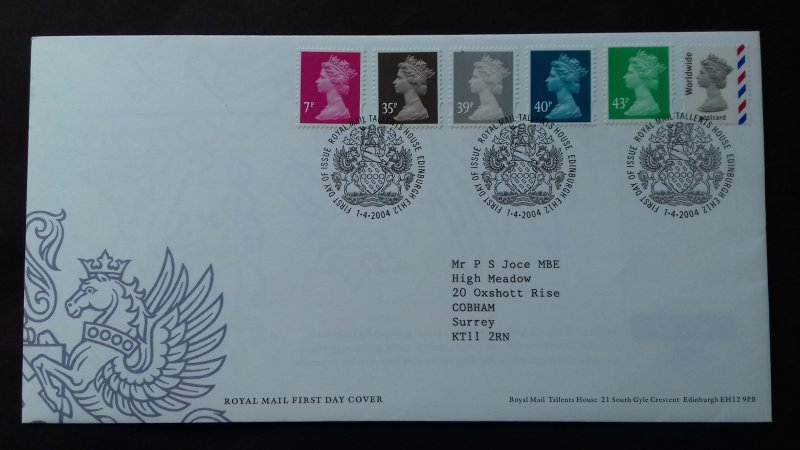 7P
35P
39P
40P
43P
Worldwide
postcard
FIRST DAY OF ISSUE ROYAL MAIL TALLENTS HOUSE EDINBURGH EH12
1-4-2004
FIRST DAY OF ISSUE ROYAL MAIL TALLENTS HOUSE EDINBURGH EH12
1-4-2004
FIRST DAY OF ISSUE ROYAL MAIL TALLENTS HOUSE EDINBURGH EH12
1-4-2004
Mr P S Joce MBE
High Meadow
20 Oxshott Rise
COBHAM
Surrey
KT11 2RN
ROYAL MAIL FIRST DAY COVER
Royal Mail Tallents House 21 South Gyle Crescent Edinburgh EH12 9PB